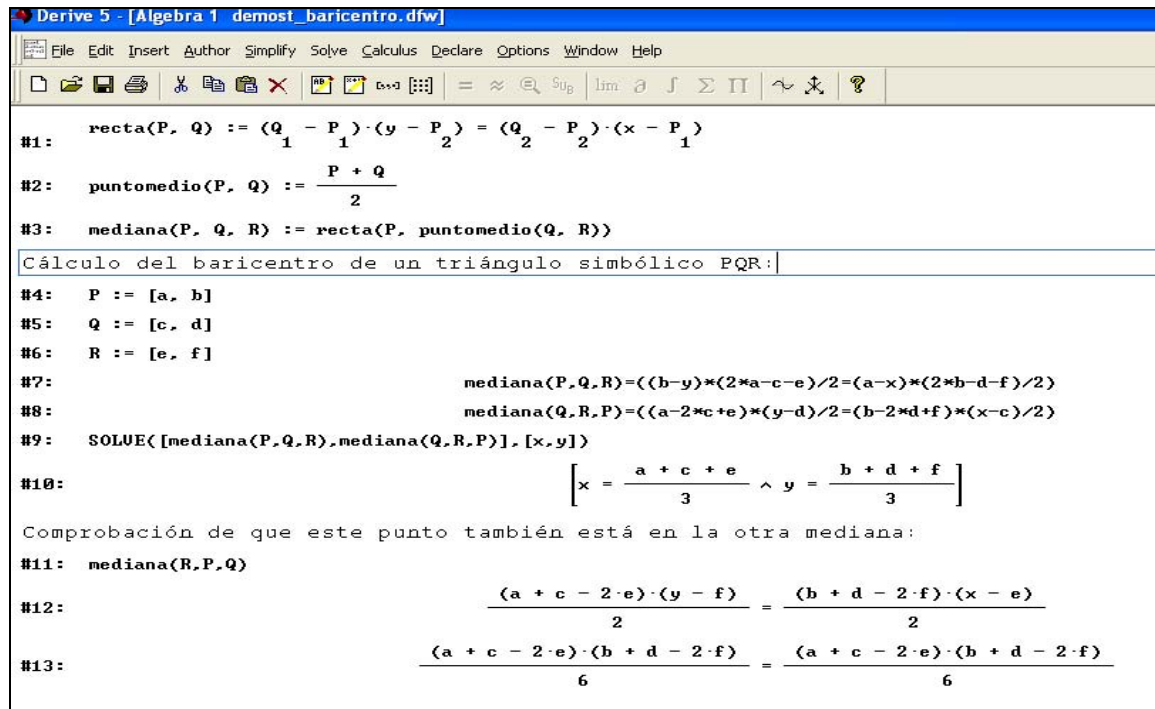 Derive 5 - [Algebra 1 demost_baricentro.dfw]
File Edit Insert Author Simplify Solve Calculus Declare Options Window Help
= ≈ SUB lim ∂ ∫ Σ Π ?
#1: recta(P, Q) := (Q₁ - P₁)·(y - P₂) = (Q₂ - P₂)·(x - P₁)
#2: puntomedio(P, Q) := (P + Q)/2
#3: mediana(P, Q, R) := recta(P, puntomedio(Q, R))
Cálculo del baricentro de un triángulo simbólico PQR:
#4: P := [a, b]
#5: Q := [c, d]
#6: R := [e, f]
#7: mediana(P,Q,R)=((b-y)*(2*a-c-e)/2=(a-x)*(2*b-d-f)/2)
#8: mediana(Q,R,P)=((a-2*c+e)*(y-d)/2=(b-2*d+f)*(x-c)/2)
#9: SOLVE([mediana(P,Q,R),mediana(Q,R,P)],[x,y])
#10: [x = (a + c + e)/3 ∧ y = (b + d + f)/3]
Comprobación de que este punto también está en la otra mediana:
#11: mediana(R,P,Q)
#12: (a + c - 2·e)·(y - f)/2 = (b + d - 2·f)·(x - e)/2
#13: (a + c - 2·e)·(b + d - 2·f)/6 = (a + c - 2·e)·(b + d - 2·f)/6